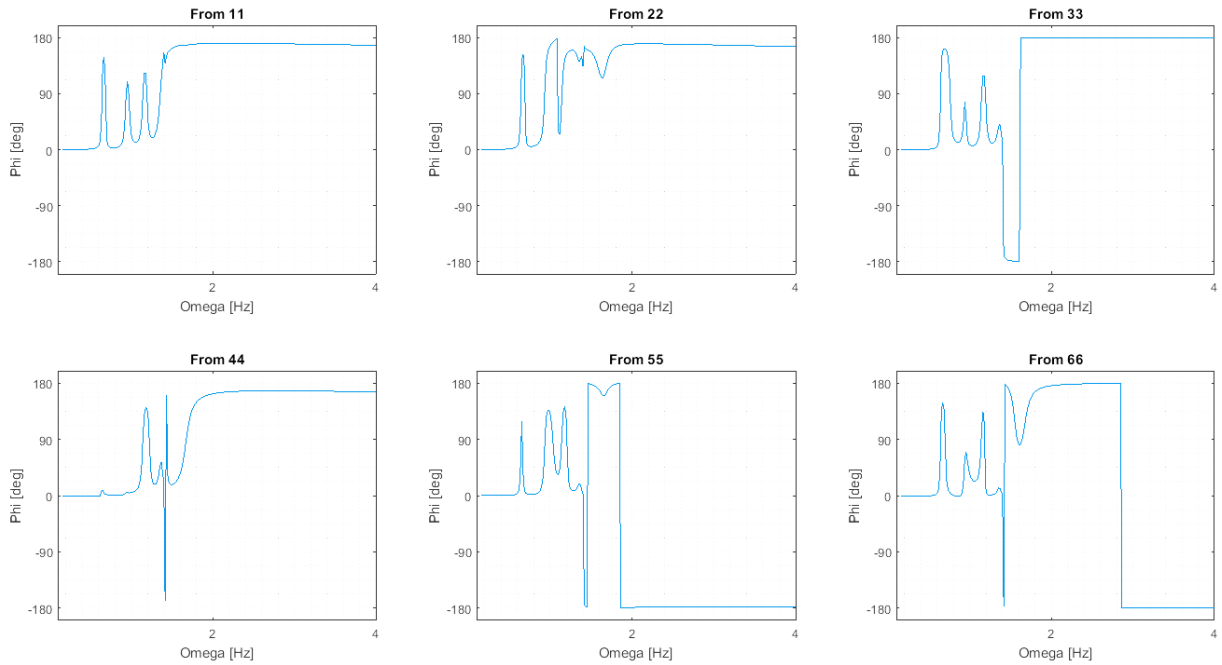 From 11
180
90
0
-90
-180
Phi [deg]
2
4
Omega [Hz]
From 22
180
90
0
-90
-180
Phi [deg]
2
4
Omega [Hz]
From 33
180
90
0
-90
-180
Phi [deg]
2
4
Omega [Hz]
From 44
180
90
0
-90
-180
Phi [deg]
2
4
Omega [Hz]
From 55
180
90
0
-90
-180
Phi [deg]
2
4
Omega [Hz]
From 66
180
90
0
-90
-180
Phi [deg]
2
4
Omega [Hz]